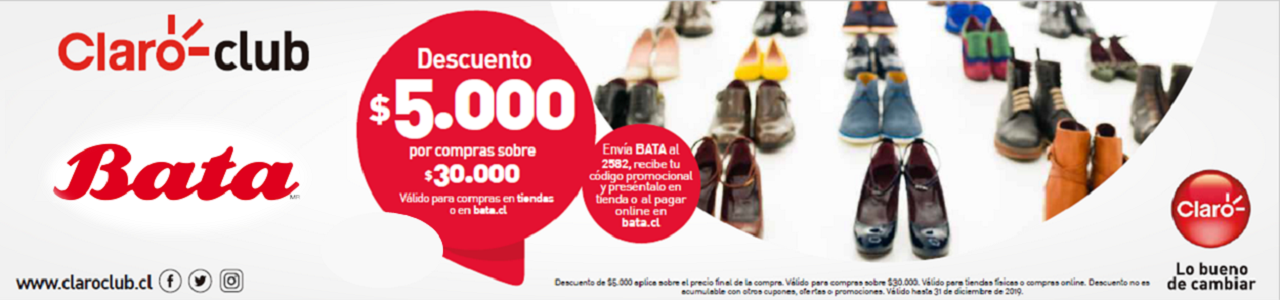 Claro-club
Bata
www.claroclub.cl
Descuento
$5.000
por compras sobre
$30.000
Válido para compras en tiendas
o en bata.cl
Envía BATA al
2582, recibe tu
código promocional
y preséntalo en
tienda o al pagar
online en
bata.cl
Claro-
Lo bueno
de cambiar
Descuento de $5.000 aplica sobre el precio final de la compra. Válido para compras sobre $30.000. Válido para tiendas físicas o compras online. Descuento no es
acumulable con otros cupones, ofertas o promociones. Válido hasta 31 de diciembre de 2019.